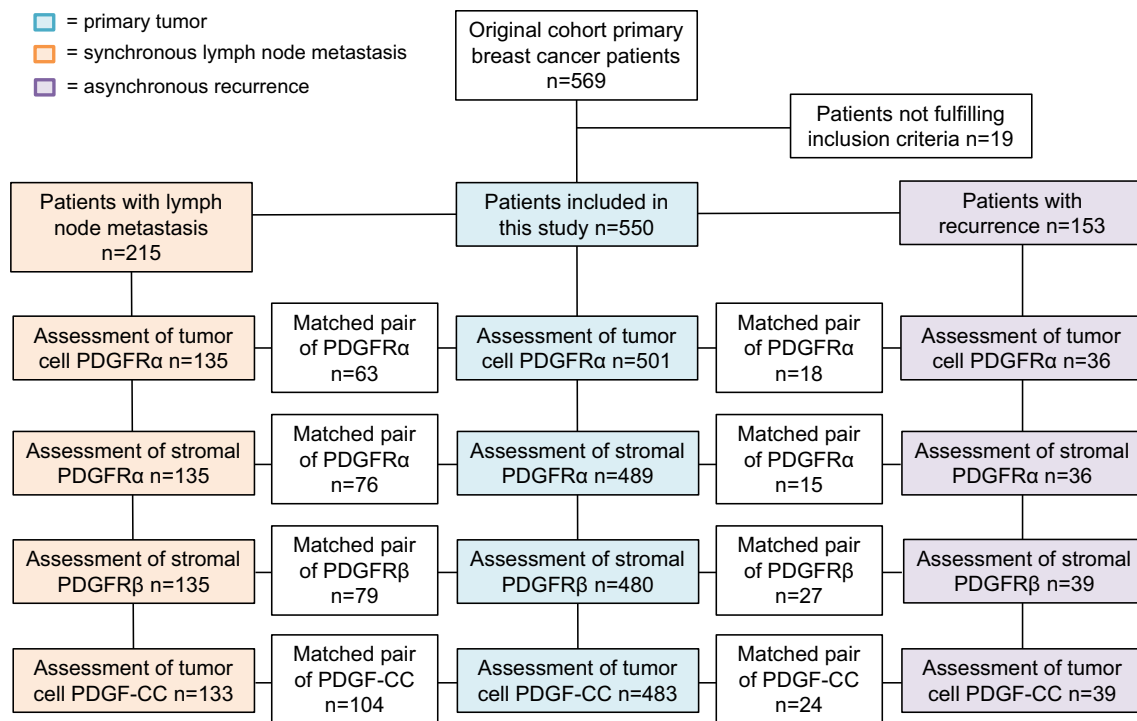 = primary tumor
= synchronous lymph node metastasis
= asynchronous recurrence
Original cohort primary
breast cancer patients
n=569
Patients not fulfilling
inclusion criteria n=19
Patients with lymph
node metastasis
n=215
Patients included in
this study n=550
Patients with
recurrence n=153
Assessment of tumor
cell PDGFRα n=135
Matched pair
of PDGFRα
n=63
Assessment of tumor
cell PDGFRα n=501
Matched pair
of PDGFRα
n=18
Assessment of tumor
cell PDGFRα n=36
Assessment of stromal
PDGFRα n=135
Matched pair
of PDGFRα
n=76
Assessment of stromal
PDGFRα n=489
Matched pair
of PDGFRα
n=15
Assessment of stromal
PDGFRα n=36
Assessment of stromal
PDGFRβ n=135
Matched pair
of PDGFRβ
n=79
Assessment of stromal
PDGFRβ n=480
Matched pair
of PDGFRβ
n=27
Assessment of stromal
PDGFRβ n=39
Assessment of tumor
cell PDGF-CC n=133
Matched pair
of PDGF-CC
n=104
Assessment of tumor
cell PDGF-CC n=483
Matched pair
of PDGF-CC
n=24
Assessment of tumor
cell PDGF-CC n=39